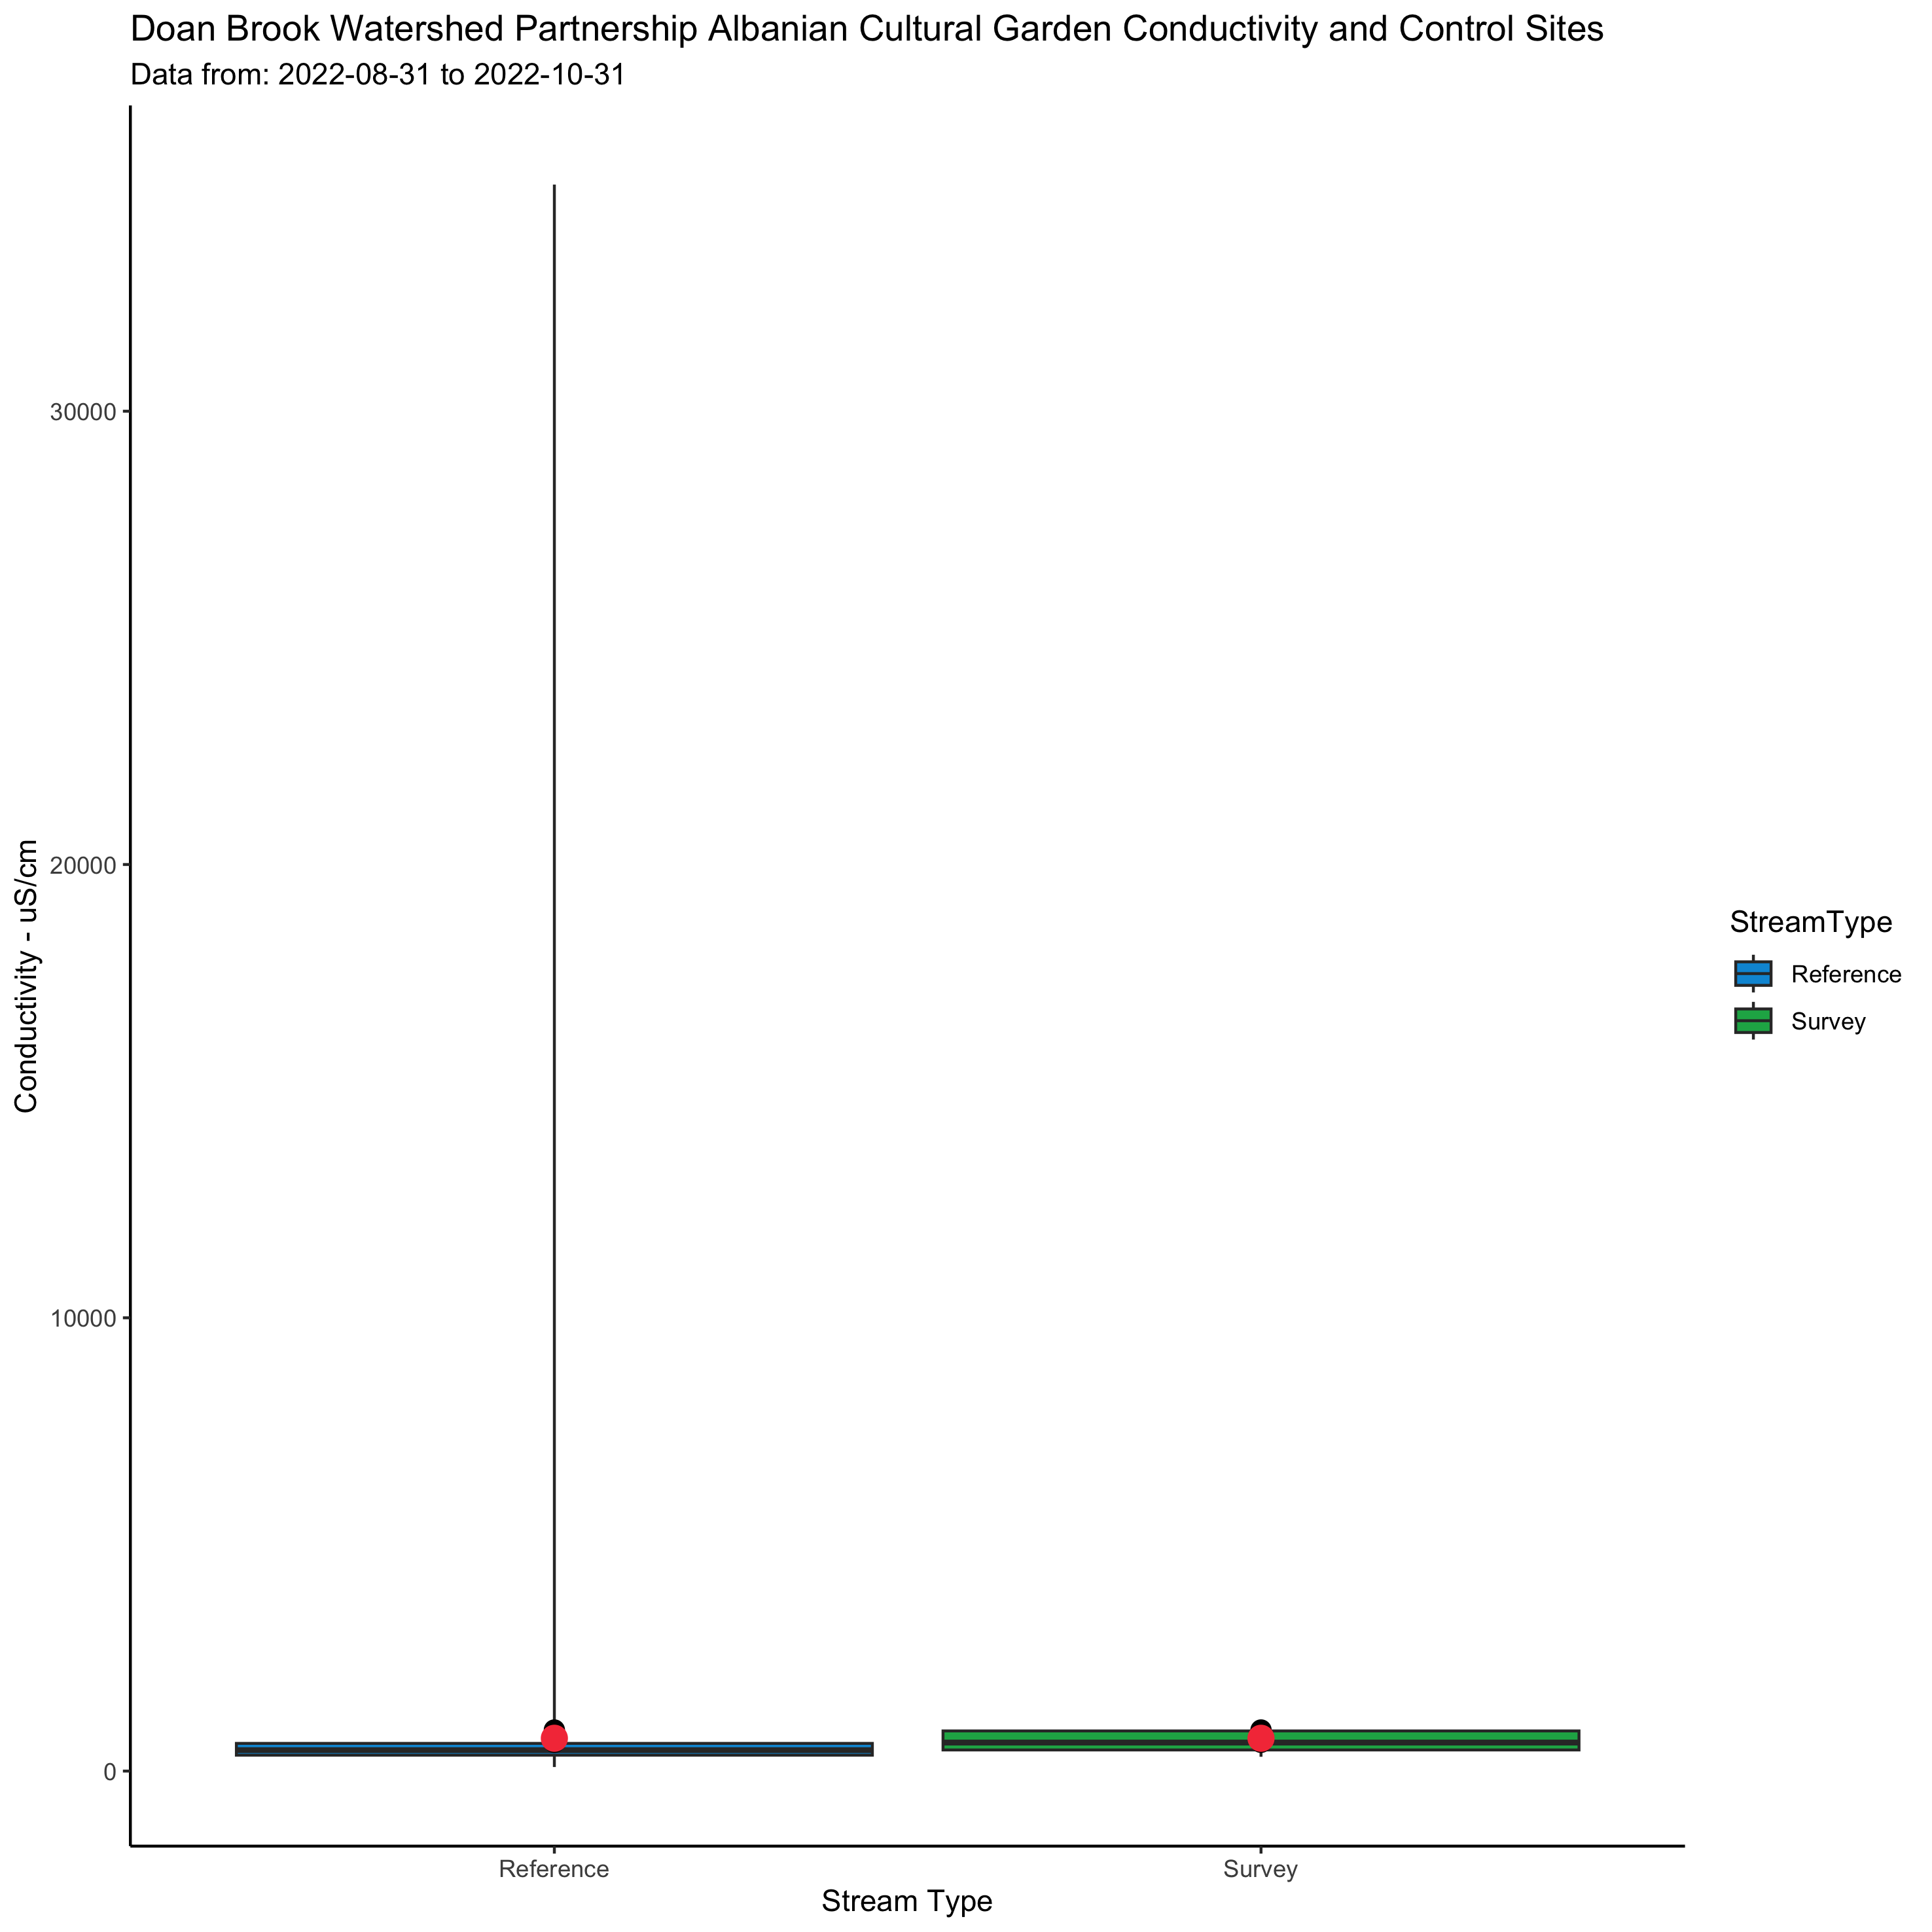 Doan Brook Watershed Partnership Albanian Cultural Garden Conductivity and Control Sites
Data from: 2022-08-31 to 2022-10-31
Conductivity - uS/cm
30000
20000
10000
0
Reference
Survey
Stream Type
StreamType
Reference
Survey